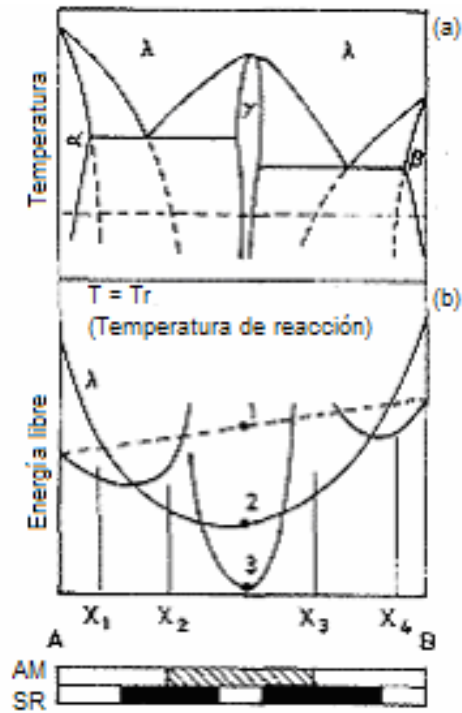 (a)
λ λ
γ
α β
Temperatura
T = Tr
(Temperatura de reacción)
(b)
λ
1
2
3
Energía libre
X1 X2 X3 X4
A B
AM
SR